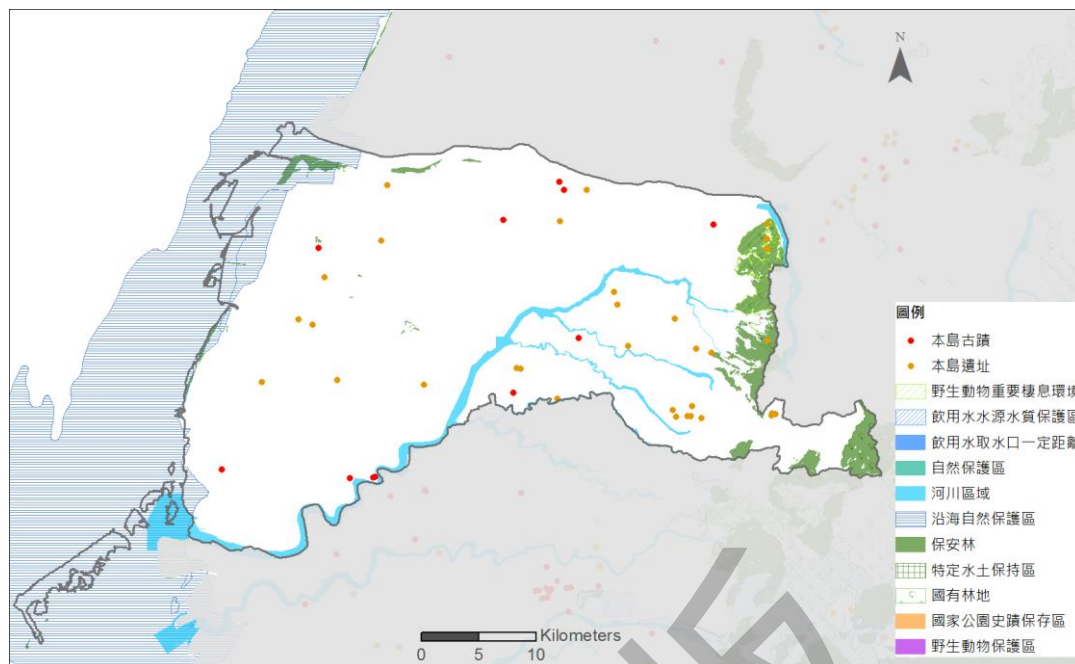 N
圖例
本島古蹟
本島遺址
野生動物重要棲息環境
飲用水水源水質保護區
飲用水取水口一定距離
自然保護區
河川區域
沿海自然保護區
保安林
特定水土保持區
國有林地
國家公園史蹟保存區
野生動物保護區
Kilometers
0 5 10